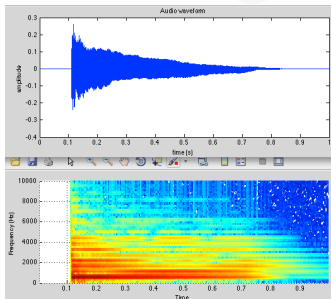 Audio waveform
0.3
0.2
0.1
0
-0.1
-0.2
-0.3
-0.4
amplitude
0 0.1 0.2 0.3 0.4 0.5 0.6 0.7 0.8 0.9 1
time (s)
10000
8000
6000
4000
2000
0
Frequency (Hz)
0.1 0.2 0.3 0.4 0.5 0.6 0.7 0.8 0.9
Time